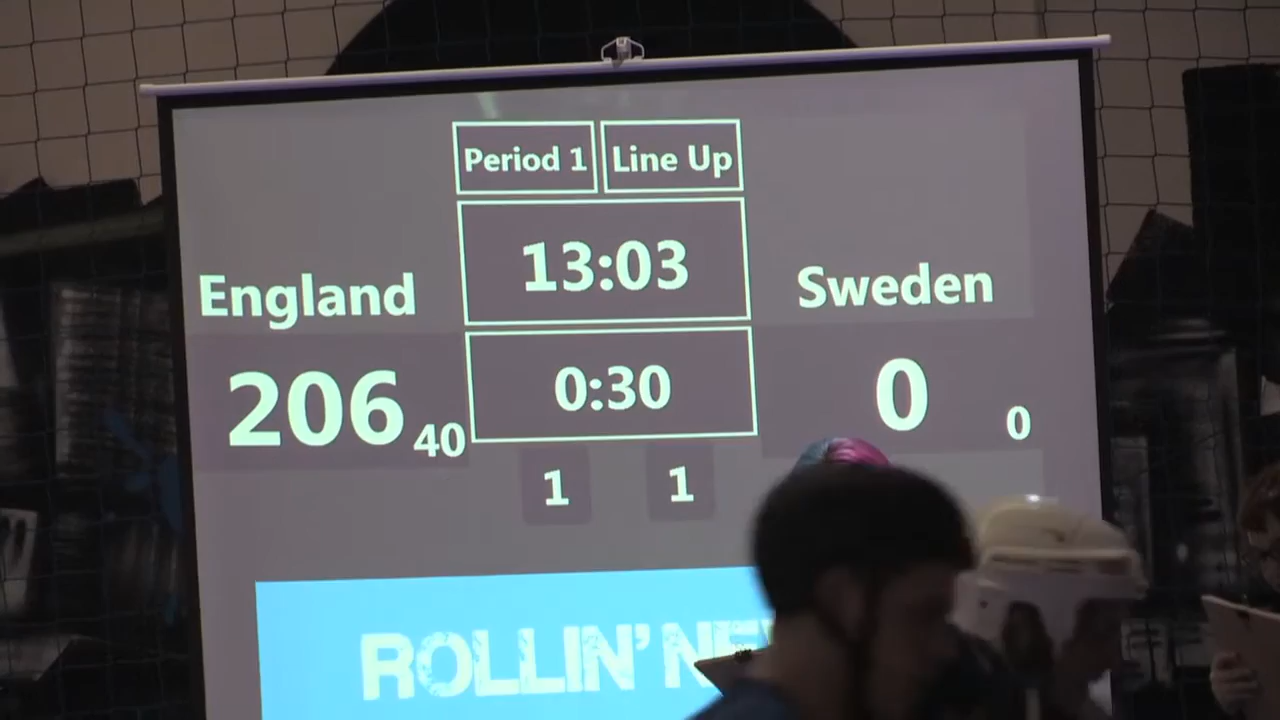 Period 1 Line Up
13:03
England Sweden
206 40 0:30 0 0
1 1
ROLLIN'